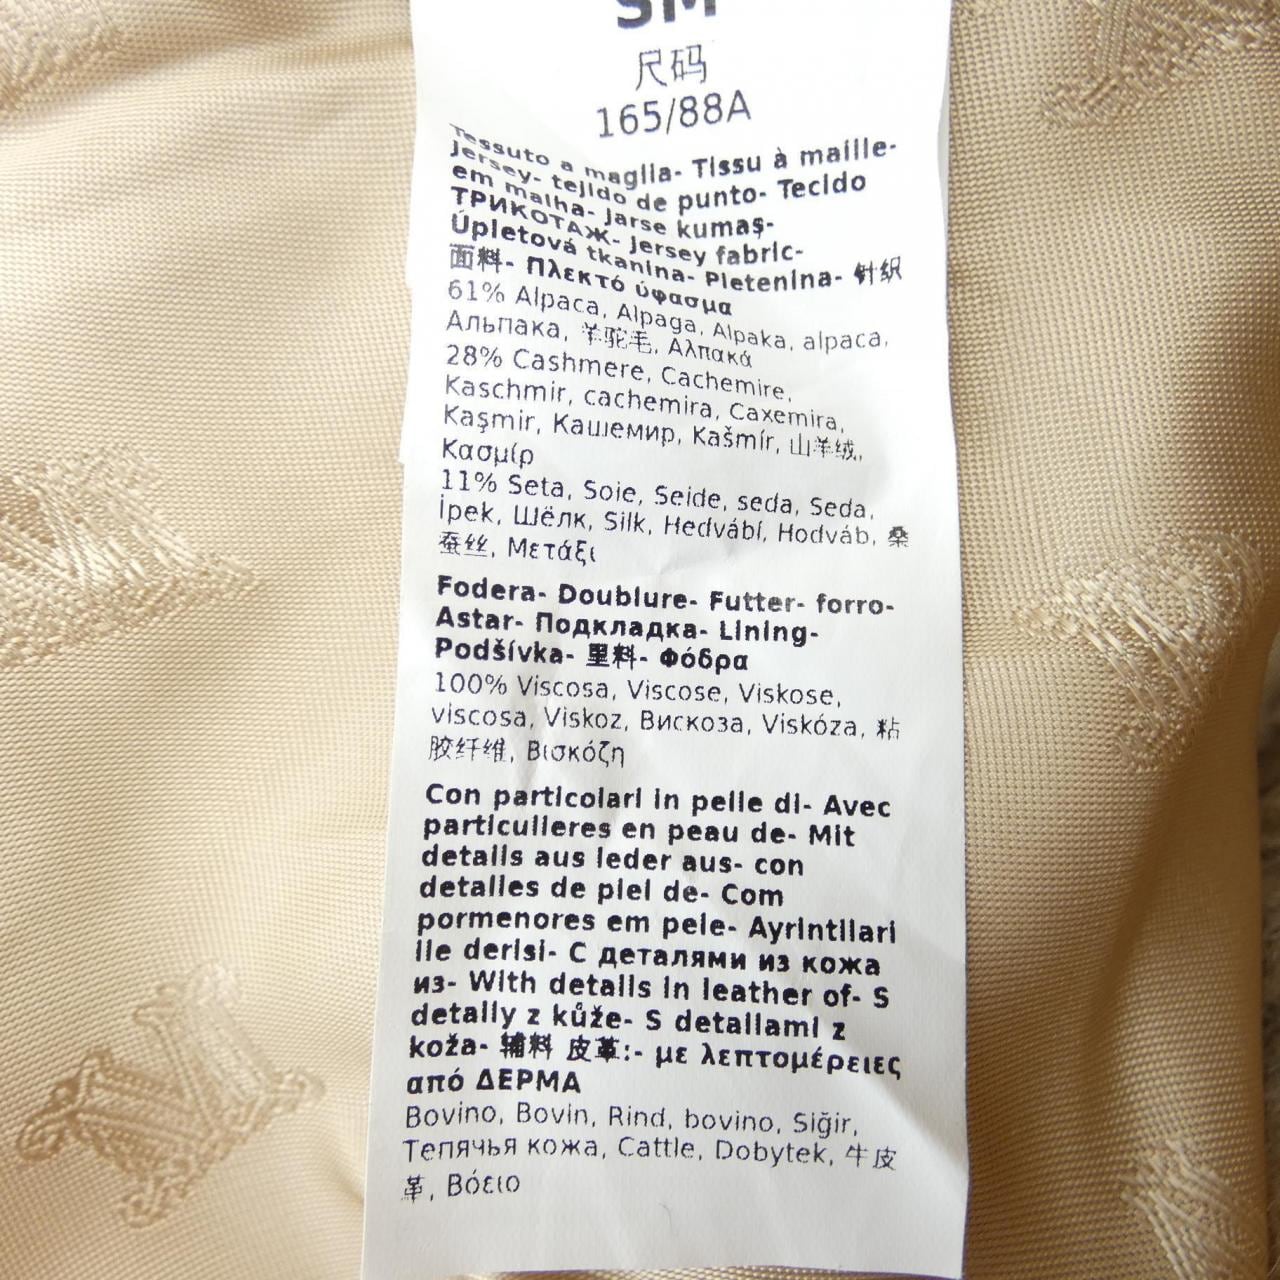 SM
尺码
165/88A
Tessuto a maglia- Tissu à maille-
Jersey- tejido de punto- Tecido
em malha- Jarse kumaş-
ТРИКОТАЖ- Jersey fabric-
Úpletová tkanina- Pletenina- 针织
面料- Πλεκτό ύφασμα
61% Alpaca, Alpaga, Alpaka, alpaca,
Альпака, 羊驼毛, Αλπακά
28% Cashmere, Cachemire,
Kaschmir, cachemira, Caxemira,
Kaşmir, Кашемир, Kašmír, 山羊绒,
Κασμίρ
11% Seta, Soie, Seide, seda, Seda,
İpek, Шёлк, Silk, Hedvábí, Hodváb, 桑
蚕丝, Μετάξι
Fodera- Doublure- Futter- forro-
Astar- Подкладка- Lining-
Podšívka- 里料- Φόδρα
100% Viscosa, Viscose, Viskose,
viscosa, Viskoz, Вискоза, Viskóza, 粘
胶纤维, Βισκόζη
Con particolari in pelle di- Avec
particulieres en peau de- Mit
details aus leder aus- con
detalles de piel de- Com
pormenores em pele- Ayrintilari
ile derisi- С деталями из кожа
из- With details in leather of- S
detaily z kůže- S detailami z
koža- 辅料 皮革:- με λεπτομέρειες
από ΔΕΡΜΑ
Bovino, Bovin, Rind, bovino, Siğir,
Телячья кожа, Cattle, Dobytek, 牛皮
革, Βόειο